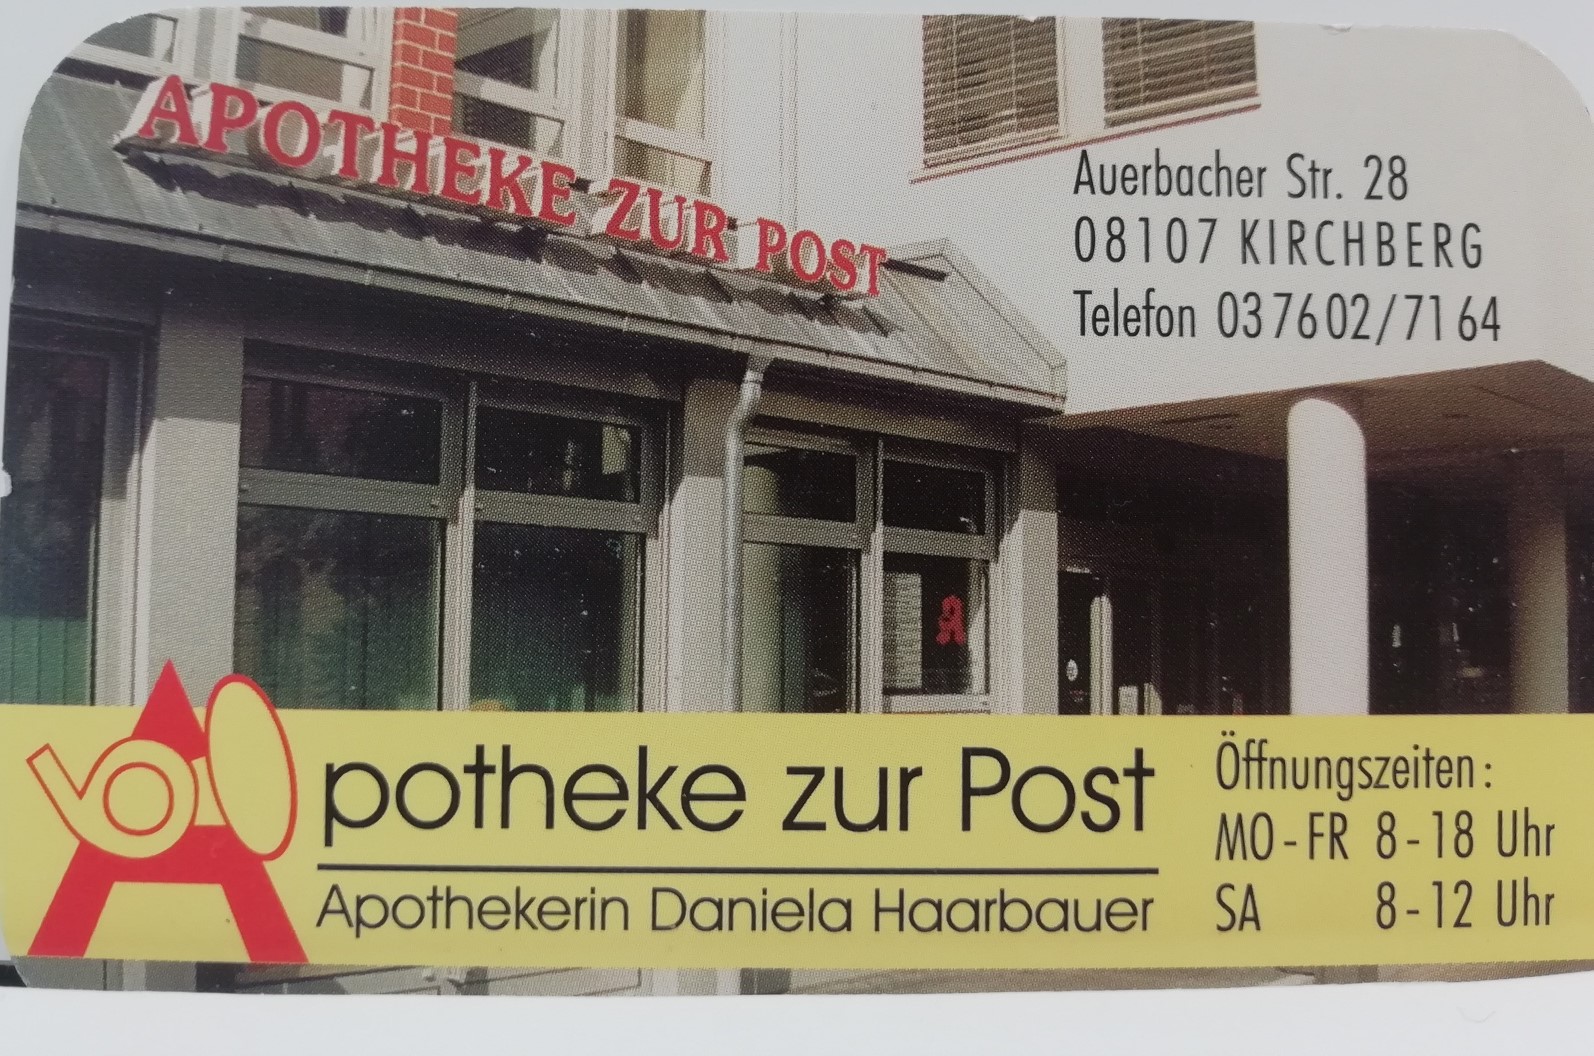 APOTHEKE ZUR POST
Auerbacher Str. 28
08107 KIRCHBERG
Telefon 037602/7164
Apotheke zur Post
Apothekerin Daniela Haarbauer
Öffnungszeiten:
MO-FR 8-18 Uhr
SA 8-12 Uhr